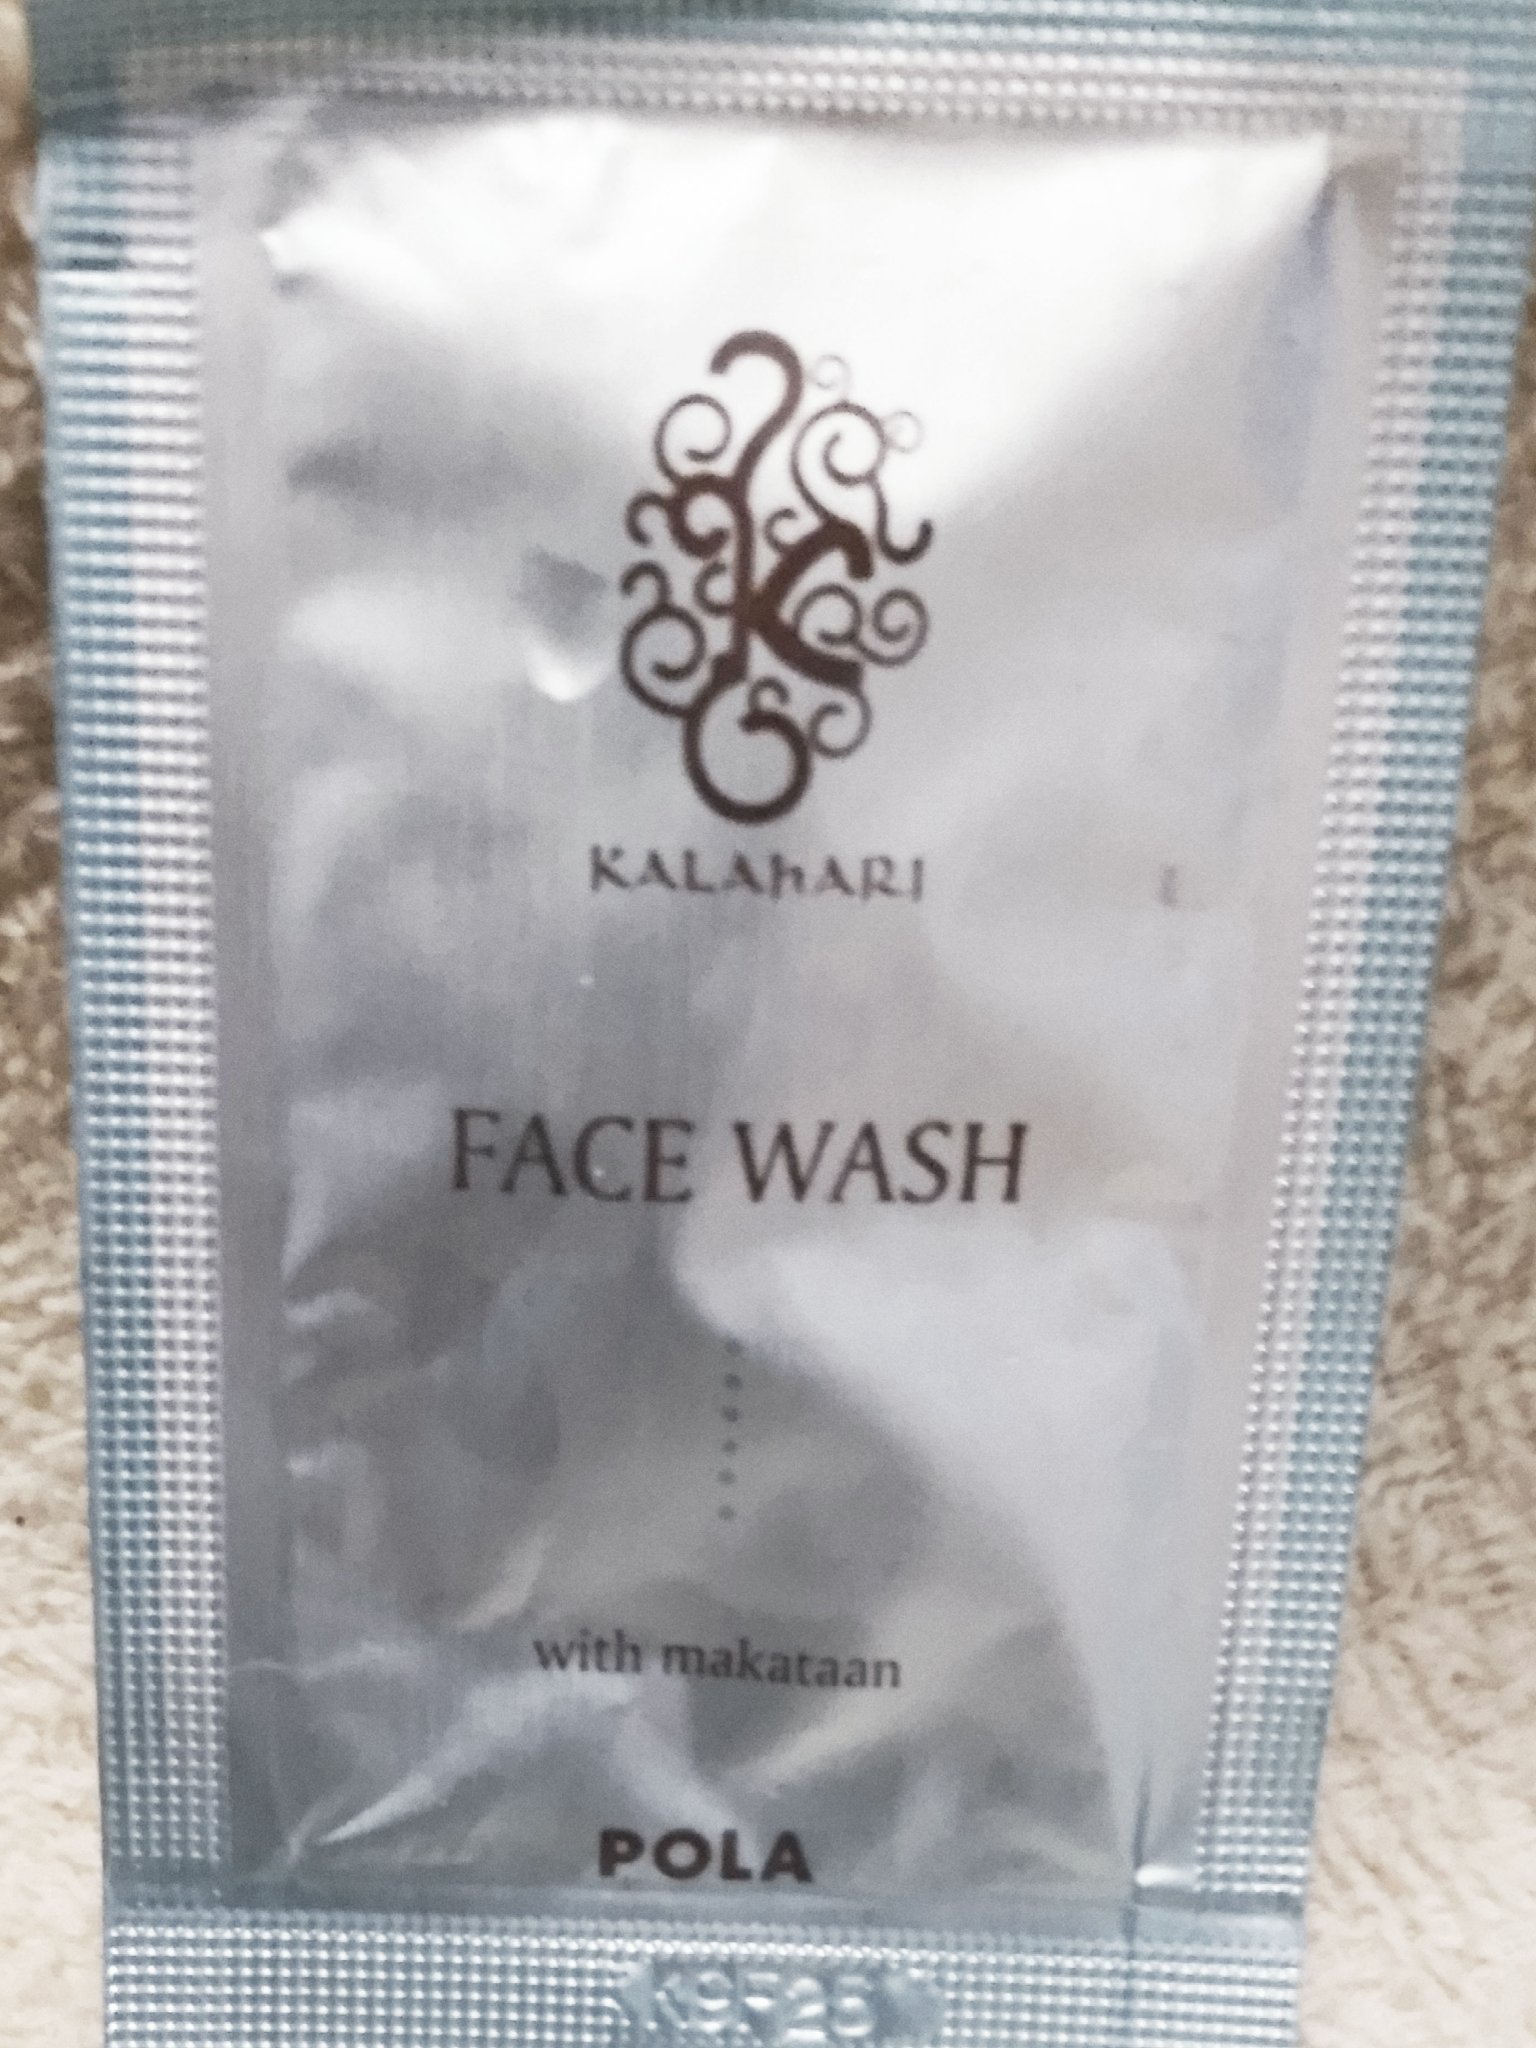 KALAHARI
FACE WASH
with makataan
POLA